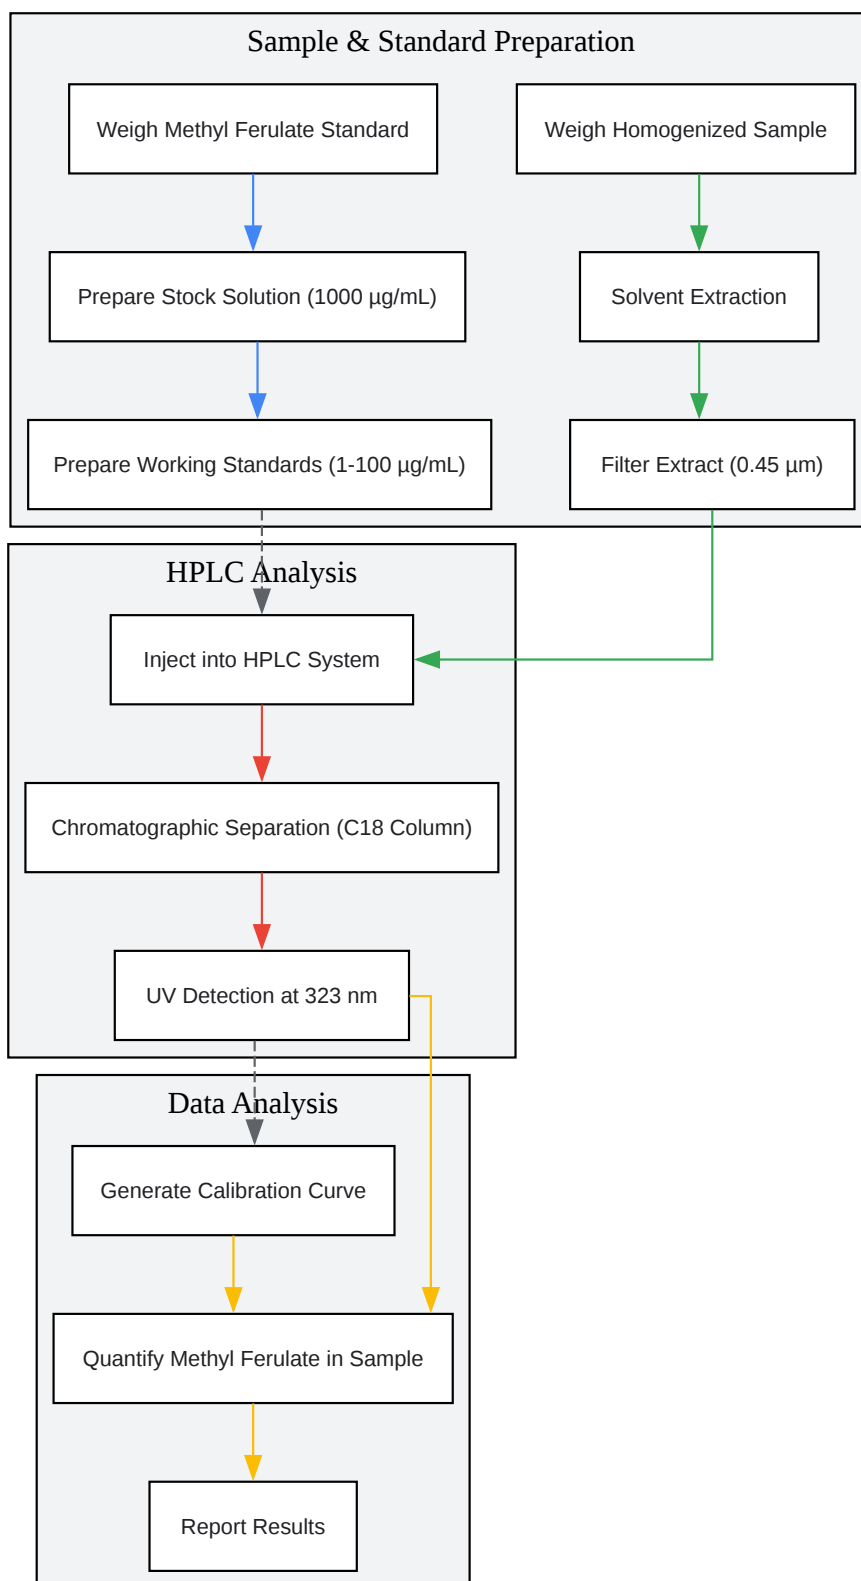 Sample & Standard Preparation
Weigh Methyl Ferulate Standard
Weigh Homogenized Sample
Prepare Stock Solution (1000 µg/mL)
Solvent Extraction
Prepare Working Standards (1-100 µg/mL)
Filter Extract (0.45 µm)
HPLC Analysis
Inject into HPLC System
Chromatographic Separation (C18 Column)
UV Detection at 323 nm
Data Analysis
Generate Calibration Curve
Quantify Methyl Ferulate in Sample
Report Results